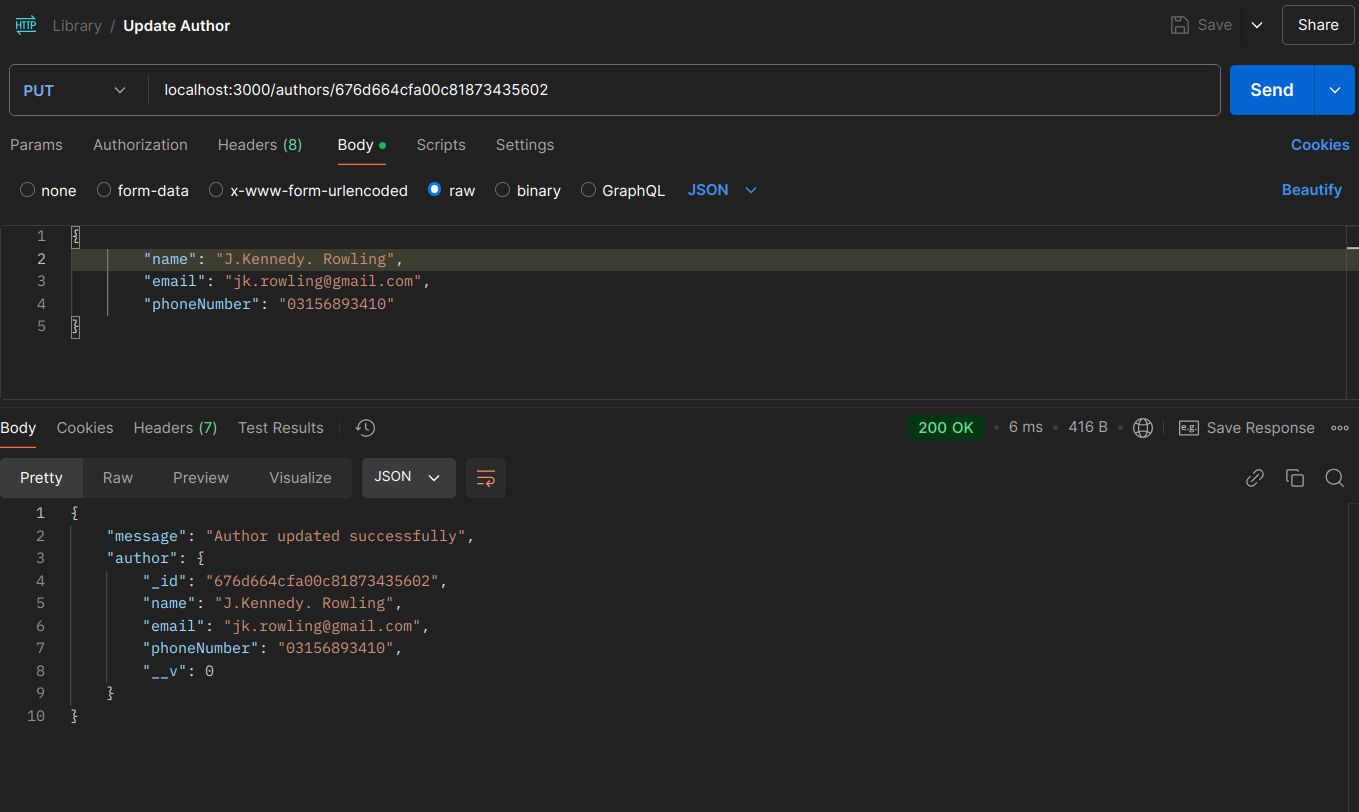 HTTP Library / Update Author Save Share
PUT localhost:3000/authors/676d664cfa00c81873435602 Send
Params Authorization Headers (8) Body Scripts Settings Cookies
none form-data x-www-form-urlencoded raw binary GraphQL JSON Beautify
1 {
2 "name": "J.Kennedy. Rowling",
3 "email": "jk.rowling@gmail.com",
4 "phoneNumber": "03156893410"
5 }
Body Cookies Headers (7) Test Results 200 OK • 6 ms • 416 B • e.g. Save Response
Pretty Raw Preview Visualize JSON
1 {
2 "message": "Author updated successfully",
3 "author": {
4 "_id": "676d664cfa00c81873435602",
5 "name": "J.Kennedy. Rowling",
6 "email": "jk.rowling@gmail.com",
7 "phoneNumber": "03156893410",
8 "__v": 0
9 }
10 }